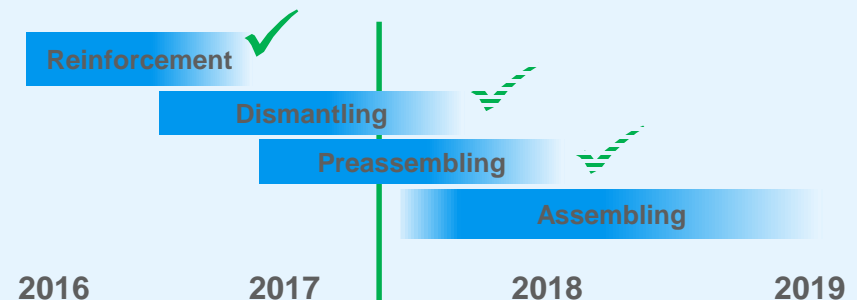 Reinforcement
Dismantling
Preassembling
Assembling
2016 2017 2018 2019